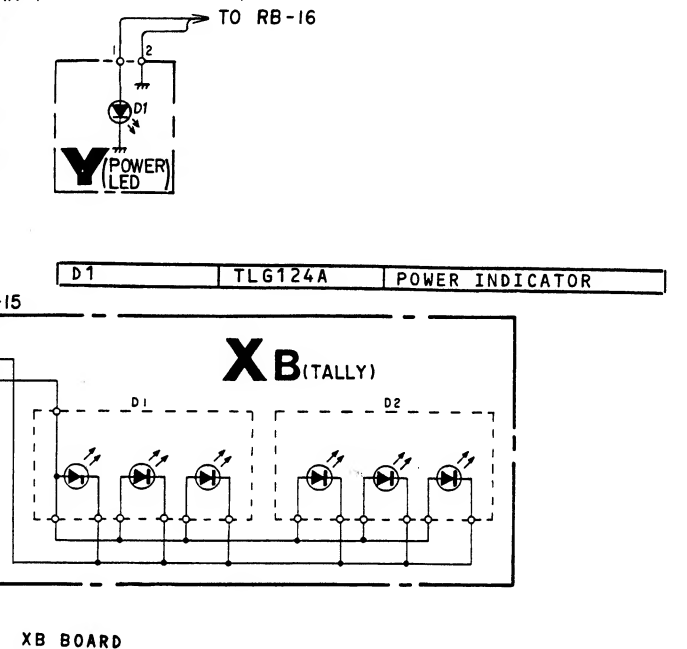 TO RB-16
1 2
D1
Y (POWER LED)
D1 TLG124A POWER INDICATOR
-15
XB (TALLY)
D1 D2
XB BOARD